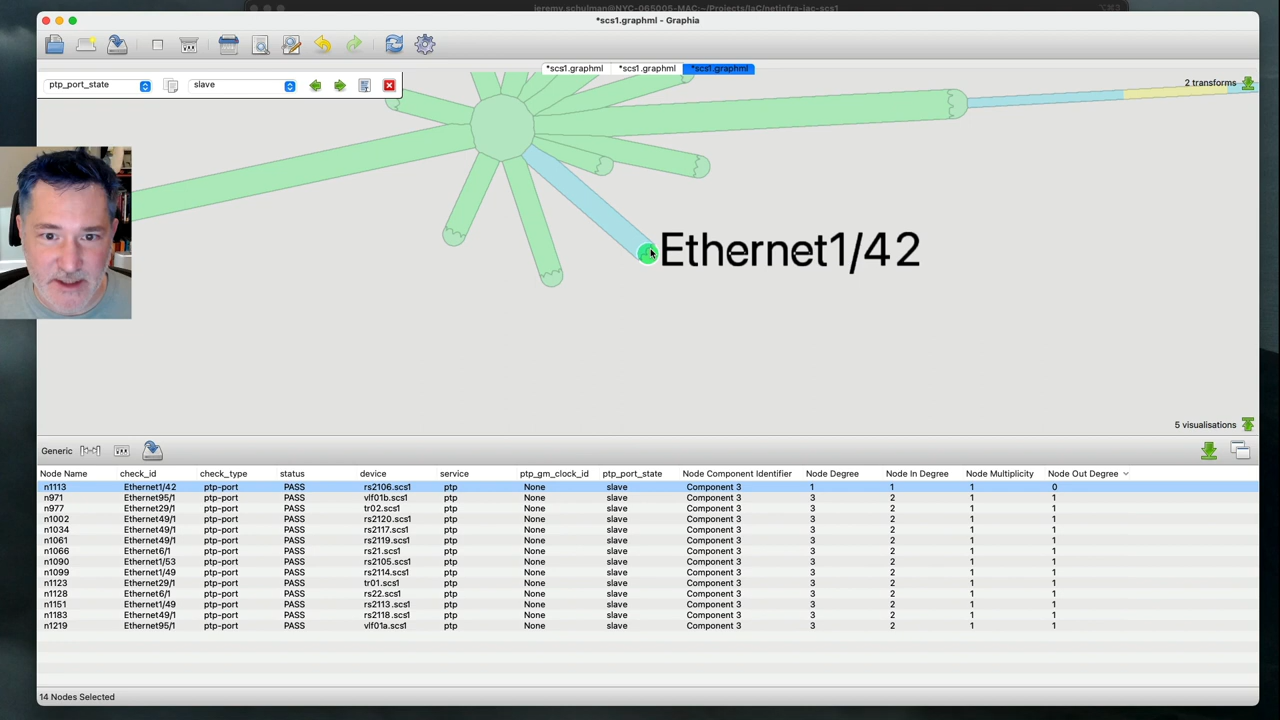 jeremy.schulman@NYC-065005-MAC:~/Projects/IaC/netinfra-iac-scs1
*scs1.graphml - Graphia
*scs1.graphml *scs1.graphml *scs1.graphml
ptp_port_state slave 2 transforms
Ethernet1/42
5 visualisations
Generic
Node Name check_id check_type status device service ptp_gm_clock_id ptp_port_state Node Component Identifier Node Degree Node In Degree Node Multiplicity Node Out Degree
n1113 Ethernet1/42 ptp-port PASS rs2106.scs1 ptp None slave Component 3 1 1 1 0
n971 Ethernet95/1 ptp-port PASS vlf01b.scs1 ptp None slave Component 3 3 2 1 1
n977 Ethernet29/1 ptp-port PASS tr02.scs1 ptp None slave Component 3 3 2 1 1
n1002 Ethernet49/1 ptp-port PASS rs2120.scs1 ptp None slave Component 3 3 2 1 1
n1034 Ethernet49/1 ptp-port PASS rs2117.scs1 ptp None slave Component 3 3 2 1 1
n1061 Ethernet49/1 ptp-port PASS rs2119.scs1 ptp None slave Component 3 3 2 1 1
n1066 Ethernet6/1 ptp-port PASS rs21.scs1 ptp None slave Component 3 3 2 1 1
n1090 Ethernet1/53 ptp-port PASS rs2105.scs1 ptp None slave Component 3 3 2 1 1
n1099 Ethernet1/49 ptp-port PASS rs2114.scs1 ptp None slave Component 3 3 2 1 1
n1123 Ethernet29/1 ptp-port PASS tr01.scs1 ptp None slave Component 3 3 2 1 1
n1128 Ethernet6/1 ptp-port PASS rs22.scs1 ptp None slave Component 3 3 2 1 1
n1151 Ethernet1/49 ptp-port PASS rs2113.scs1 ptp None slave Component 3 3 2 1 1
n1183 Ethernet49/1 ptp-port PASS rs2118.scs1 ptp None slave Component 3 3 2 1 1
n1219 Ethernet95/1 ptp-port PASS vlf01a.scs1 ptp None slave Component 3 3 2 1 1
14 Nodes Selected